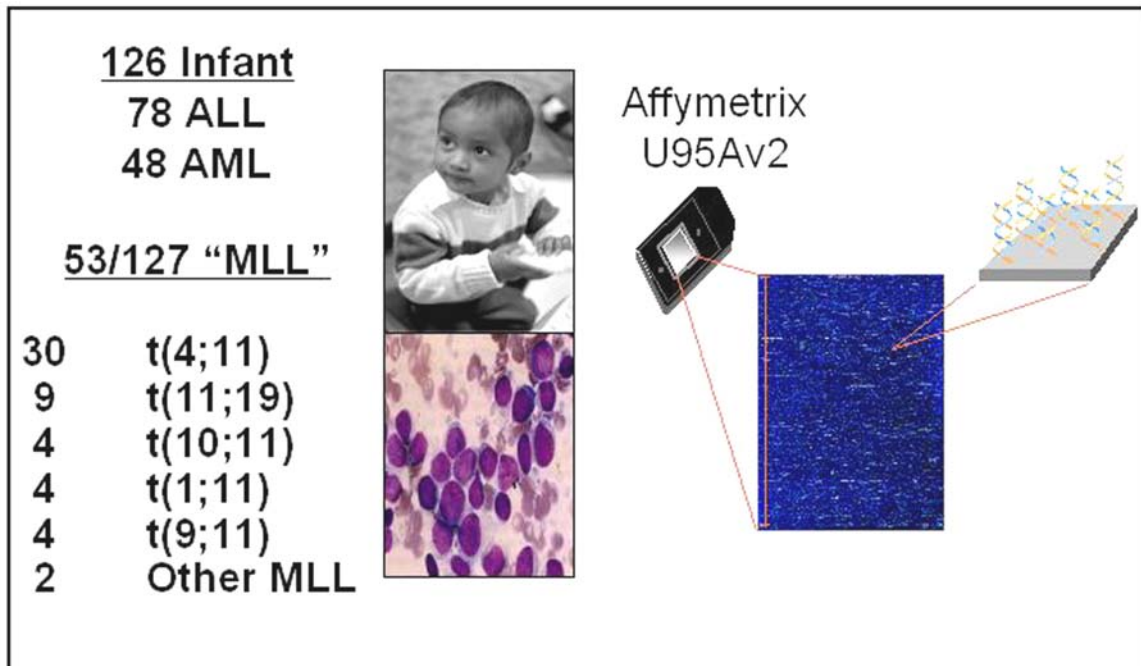 126 Infant
78 ALL
48 AML
53/127 “MLL”
30 t(4;11)
9 t(11;19)
4 t(10;11)
4 t(1;11)
4 t(9;11)
2 Other MLL
Affymetrix
U95Av2